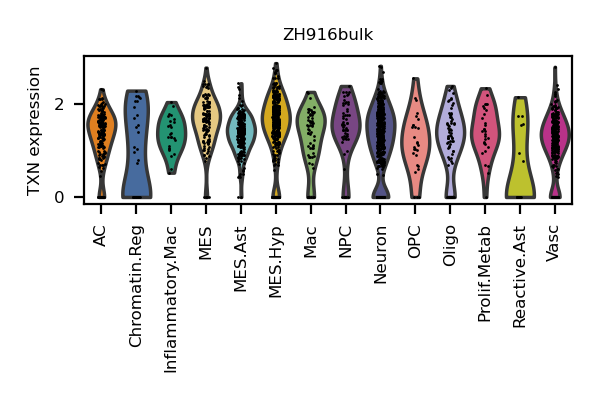 ZH916bulk
TXN expression
2
0
AC
Chromatin.Reg
Inflammatory.Mac
MES
MES.Ast
MES.Hyp
Mac
NPC
Neuron
OPC
Oligo
Prolif.Metab
Reactive.Ast
Vasc